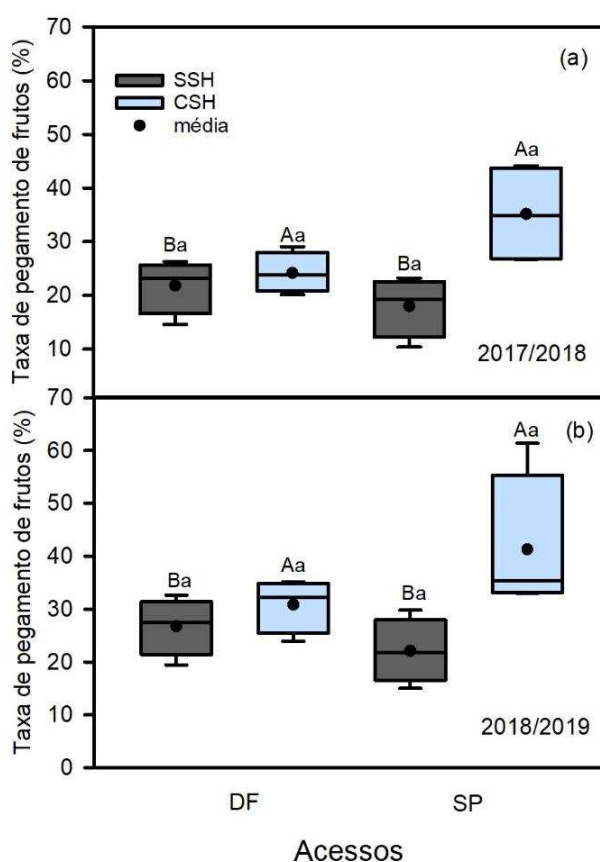 70
60
50
40
30
20
10
Taxa de pegamento de frutos (%)
(a)
SSH
CSH
média
Ba
Aa
Ba
Aa
2017/2018
70
60
50
40
30
20
10
0
Taxa de pegamento de frutos (%)
(b)
Ba
Aa
Ba
Aa
2018/2019
DF
SP
Acessos